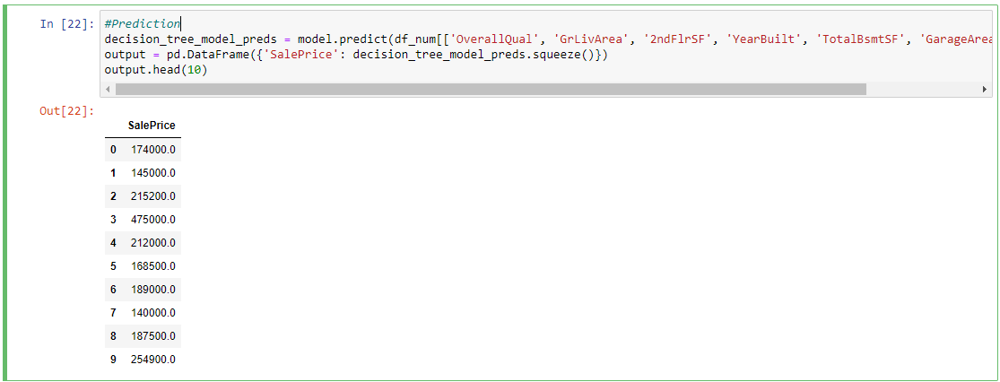 In [22]: #Prediction
decision_tree_model_preds = model.predict(df_num[['OverallQual', 'GrLivArea', '2ndFlrSF', 'YearBuilt', 'TotalBsmtSF', 'GarageArea
output = pd.DataFrame({'SalePrice': decision_tree_model_preds.squeeze()})
output.head(10)
Out[22]:
SalePrice
0 174000.0
1 145000.0
2 215200.0
3 475000.0
4 212000.0
5 168500.0
6 189000.0
7 140000.0
8 187500.0
9 254900.0